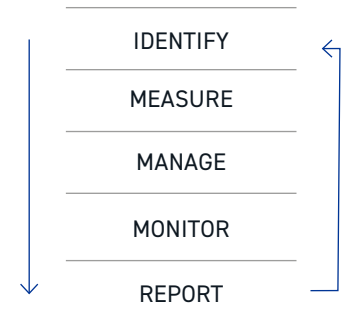 IDENTIFY
MEASURE
MANAGE
MONITOR
REPORT